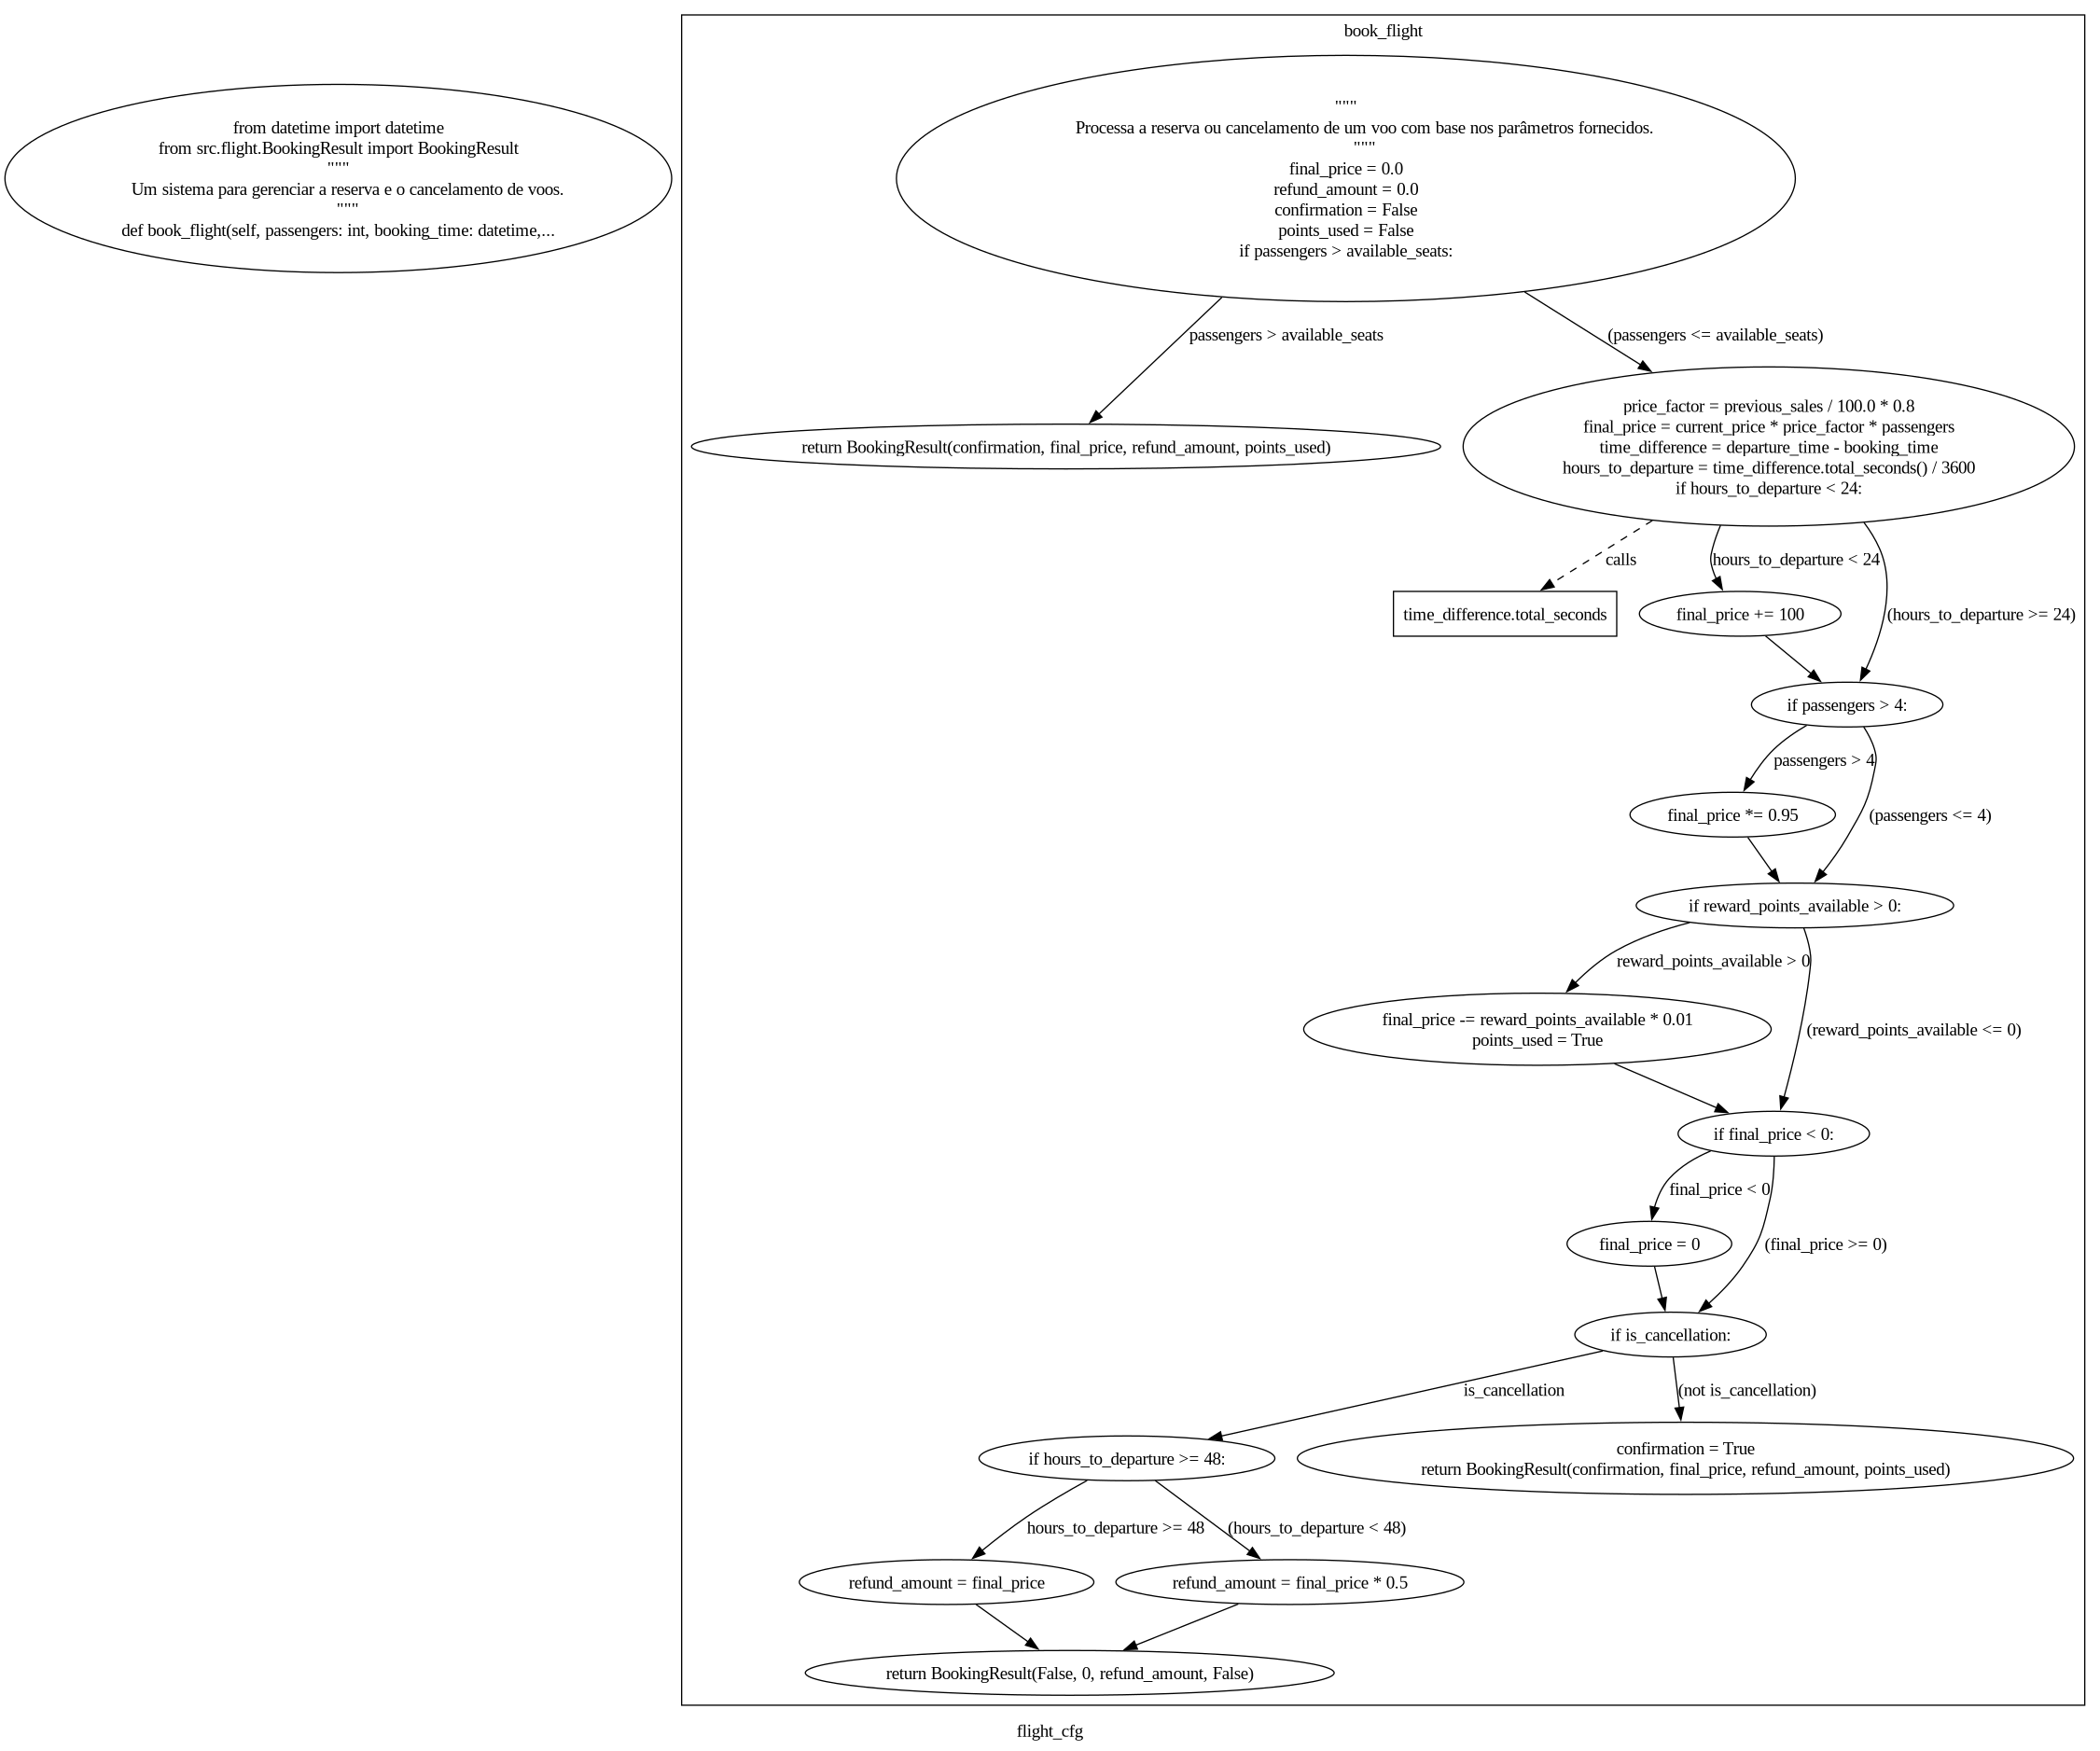 book_flight
from datetime import datetime
from src.flight.BookingResult import BookingResult
"""
Um sistema para gerenciar a reserva e o cancelamento de voos.
"""
def book_flight(self, passengers: int, booking_time: datetime,...
"""
Processa a reserva ou cancelamento de um voo com base nos parâmetros fornecidos.
"""
final_price = 0.0
refund_amount = 0.0
confirmation = False
points_used = False
if passengers > available_seats:
passengers > available_seats
(passengers <= available_seats)
return BookingResult(confirmation, final_price, refund_amount, points_used)
price_factor = previous_sales / 100.0 * 0.8
final_price = current_price * price_factor * passengers
time_difference = departure_time - booking_time
hours_to_departure = time_difference.total_seconds() / 3600
if hours_to_departure < 24:
calls
hours_to_departure < 24
time_difference.total_seconds
final_price += 100
(hours_to_departure >= 24)
if passengers > 4:
passengers > 4
final_price *= 0.95
(passengers <= 4)
if reward_points_available > 0:
reward_points_available > 0
final_price -= reward_points_available * 0.01
points_used = True
(reward_points_available <= 0)
if final_price < 0:
final_price < 0
final_price = 0
(final_price >= 0)
if is_cancellation:
is_cancellation
(not is_cancellation)
if hours_to_departure >= 48:
confirmation = True
return BookingResult(confirmation, final_price, refund_amount, points_used)
hours_to_departure >= 48
(hours_to_departure < 48)
refund_amount = final_price
refund_amount = final_price * 0.5
return BookingResult(False, 0, refund_amount, False)
flight_cfg